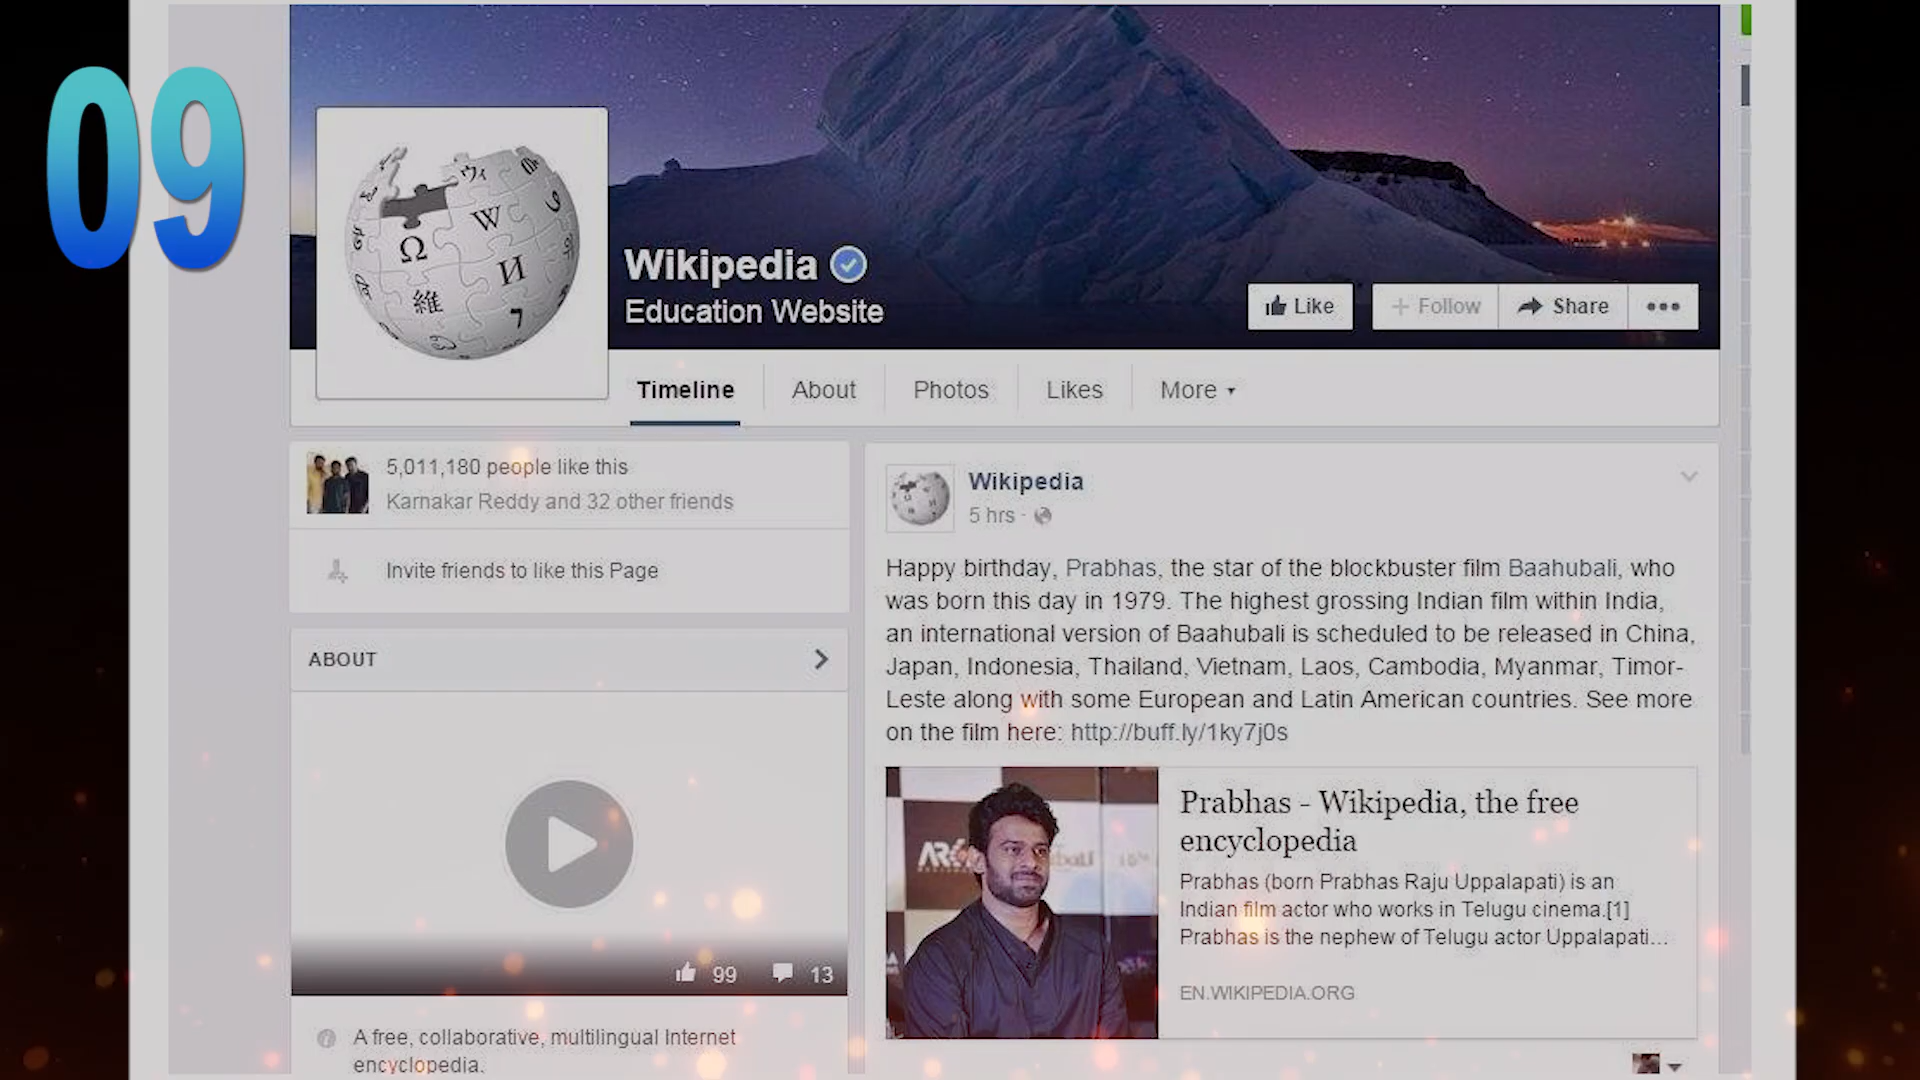 09
Wikipedia
Education Website
Like
+ Follow
Share
Timeline
About
Photos
Likes
More
5,011,180 people like this
Karnakar Reddy and 32 other friends
Invite friends to like this Page
ABOUT
99
13
A free, collaborative, multilingual Internet
encyclopedia.
Wikipedia
5 hrs ·
Happy birthday, Prabhas, the star of the blockbuster film Baahubali, who
was born this day in 1979. The highest grossing Indian film within India,
an international version of Baahubali is scheduled to be released in China,
Japan, Indonesia, Thailand, Vietnam, Laos, Cambodia, Myanmar, Timor-
Leste along with some European and Latin American countries. See more
on the film here: http://buff.ly/1ky7j0s
Prabhas - Wikipedia, the free
encyclopedia
Prabhas (born Prabhas Raju Uppalapati) is an
Indian film actor who works in Telugu cinema.[1]
Prabhas is the nephew of Telugu actor Uppalapati...
EN.WIKIPEDIA.ORG